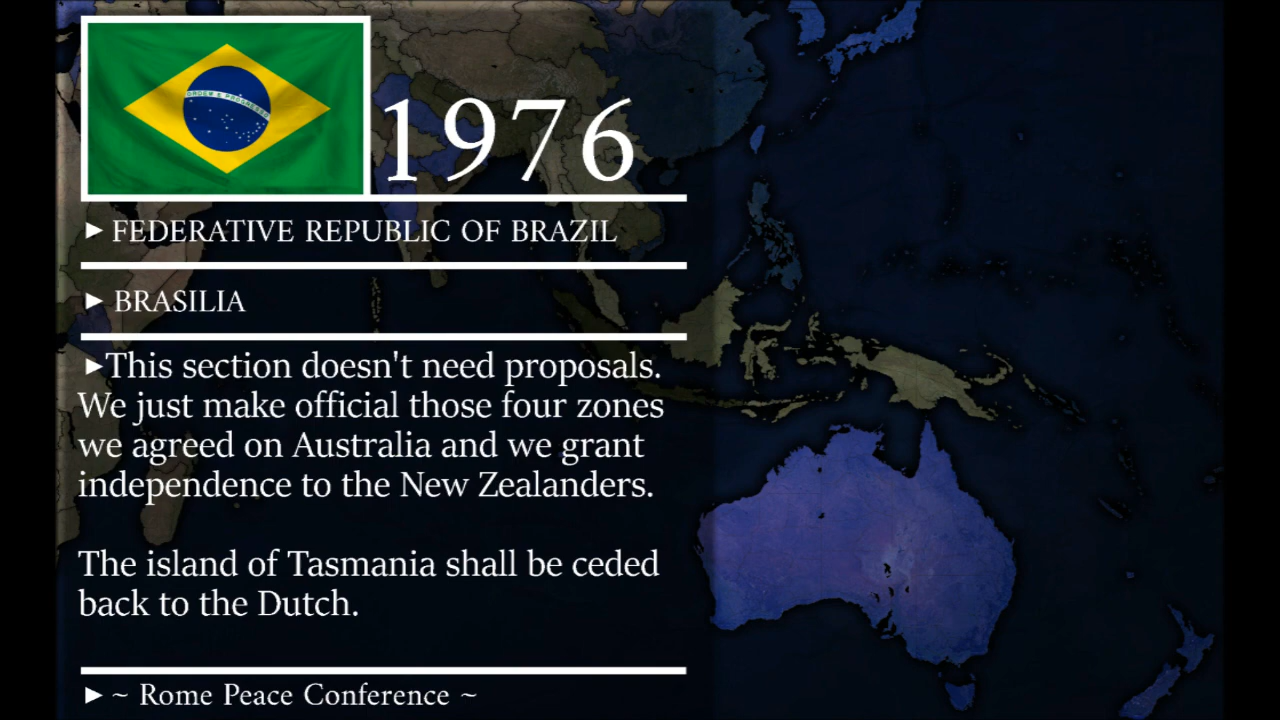 ORDEM E PROGRESSO
1976
►FEDERATIVE REPUBLIC OF BRAZIL
►BRASILIA
►This section doesn't need proposals.
We just make official those four zones
we agreed on Australia and we grant
independence to the New Zealanders.
The island of Tasmania shall be ceded
back to the Dutch.
►~ Rome Peace Conference ~